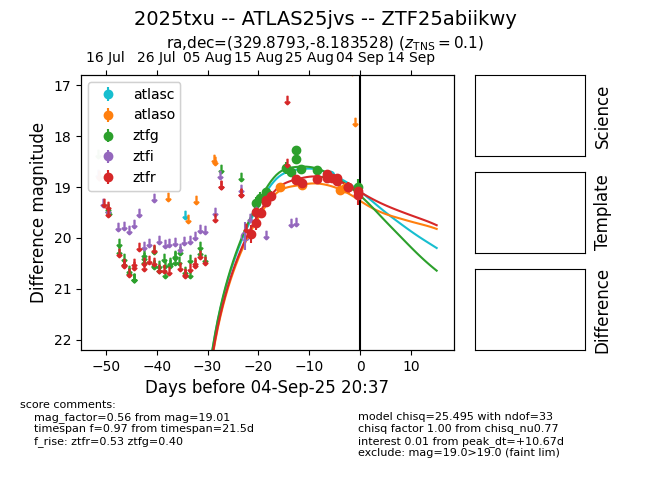 2025txu -- ATLAS25jvs -- ZTF25abiikwy
ra,dec=(329.8793,-8.183528) (z_TNS = 0.1)
16 Jul 26 Jul 05 Aug 15 Aug 25 Aug 04 Sep 14 Sep
atlasc
atlaso
ztfg
ztfi
ztfr
17
18
19
20
21
22
Difference magnitude
−50 −40 −30 −20 −10 0 10
Days before 04-Sep-25 20:37
Science
Template
Difference
score comments:
mag_factor=0.56 from mag=19.01
timespan f=0.97 from timespan=21.5d
f_rise: ztfr=0.53 ztfg=0.40
model chisq=25.495 with ndof=33
chisq factor 1.00 from chisq_nu0.77
interest 0.01 from peak_dt=+10.67d
exclude: mag=19.0>19.0 (faint lim)